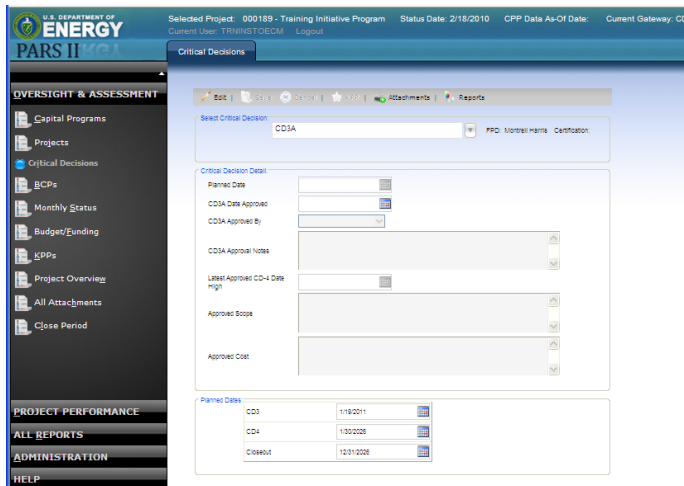 U.S. DEPARTMENT OF
ENERGY
PARS II
Selected Project: 000189 - Training Initiative Program Status Date: 2/18/2010 CPP Data As-Of Date: Current Gateway: CD
Current User: TRNINSTOECM Logout
Critical Decisions
OVERSIGHT & ASSESSMENT
Capital Programs
Projects
Critical Decisions
BCPs
Monthly Status
Budget/Funding
KPPs
Project Overview
All Attachments
Close Period
PROJECT PERFORMANCE
ALL REPORTS
ADMINISTRATION
HELP
Edit | Save Cancel | | Attachments | Reports
Select Critical Decision
CD3A FPD: Montrell Harris Certification:
Critical Decision Detail
Planned Date
CD3A Date Approved
CD3A Approved By
CD3A Approval Notes
Latest Approved CD-4 Date
High
Approved Scope
Approved Cost
Planned Dates
CD3 1/19/2011
CD4 1/30/2026
Closeout 12/31/2026